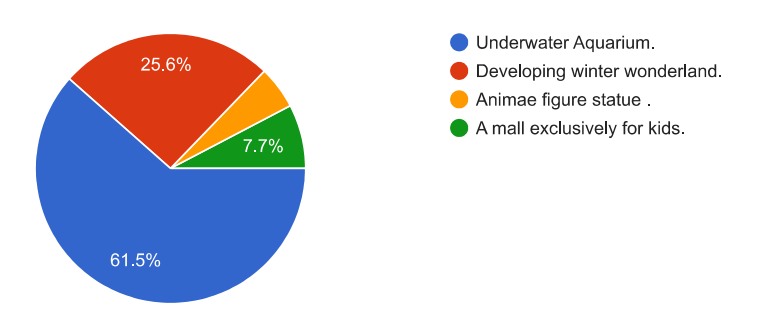 25.6%
7.7%
61.5%
Underwater Aquarium.
Developing winter wonderland.
Animae figure statue .
A mall exclusively for kids.